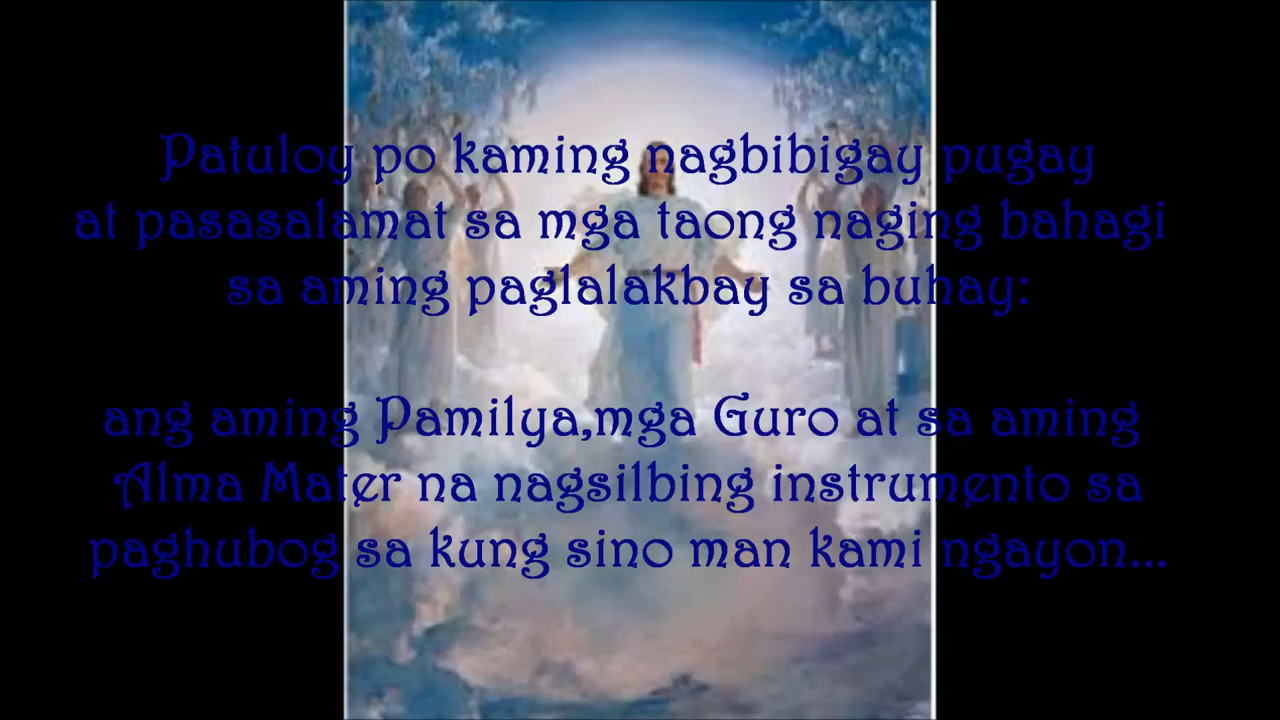 Patuloy po kaming nagbibigay pugay
at pasasalamat sa mga taong naging bahagi
sa aming paglalakbay sa buhay:
ang aming Pamilya,mga Guro at sa aming
Alma Mater na nagsilbing instrumento sa
paghubog sa kung sino man kami ngayon...